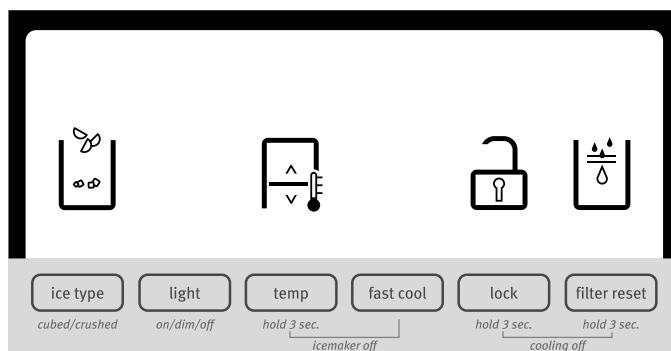 ice type light temp fast cool lock filter reset
cubed/crushed on/dim/off hold 3 sec. hold 3 sec. hold 3 sec.
icemaker off cooling off